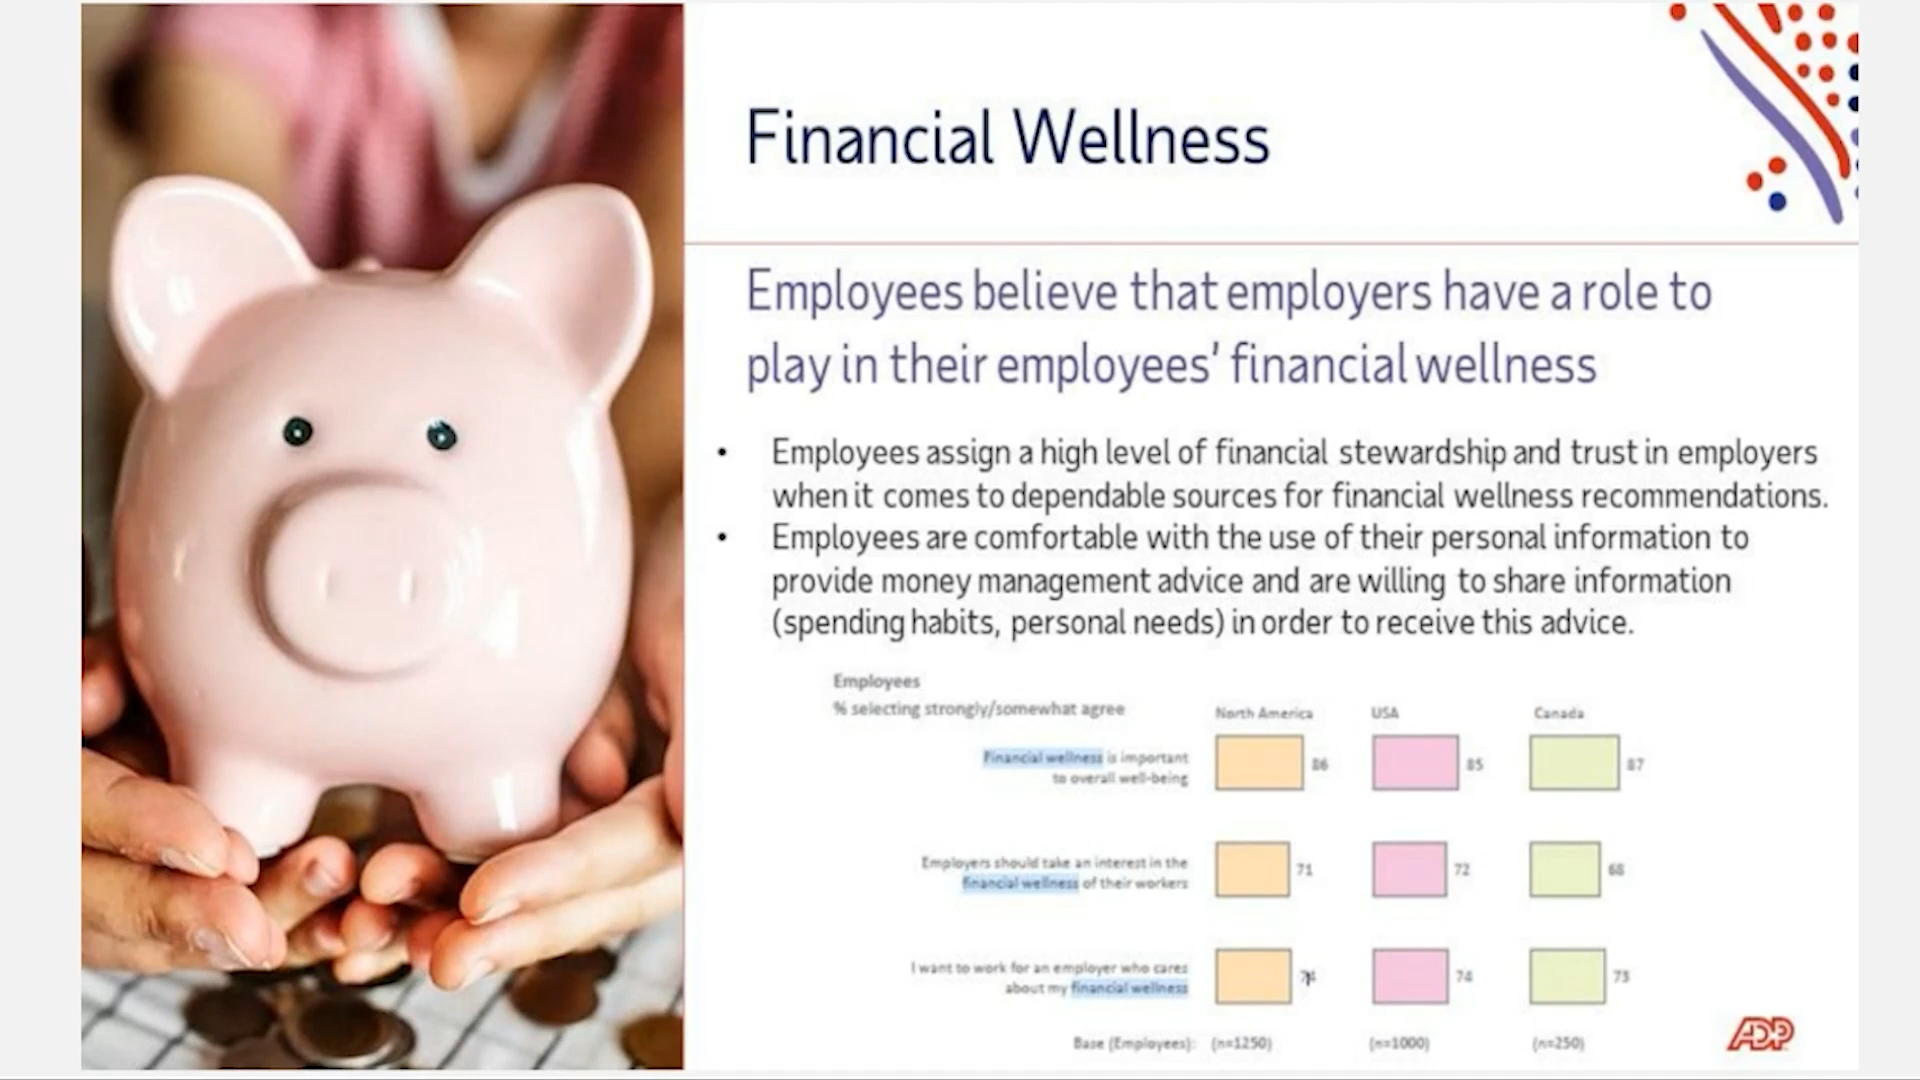 Financial Wellness
Employees believe that employers have a role to
play in their employees' financial wellness
• Employees assign a high level of financial stewardship and trust in employers
when it comes to dependable sources for financial wellness recommendations.
• Employees are comfortable with the use of their personal information to
provide money management advice and are willing to share information
(spending habits, personal needs) in order to receive this advice.
Employees
% selecting strongly/somewhat agree
North America USA Canada
Financial wellness is important
to overall well-being
86 85 87
Employers should take an interest in the
financial wellness of their workers
71 72 68
I want to work for an employer who cares
about my financial wellness
74 74 73
Base (Employees): (n=1250) (n=1000) (n=250)
ADP